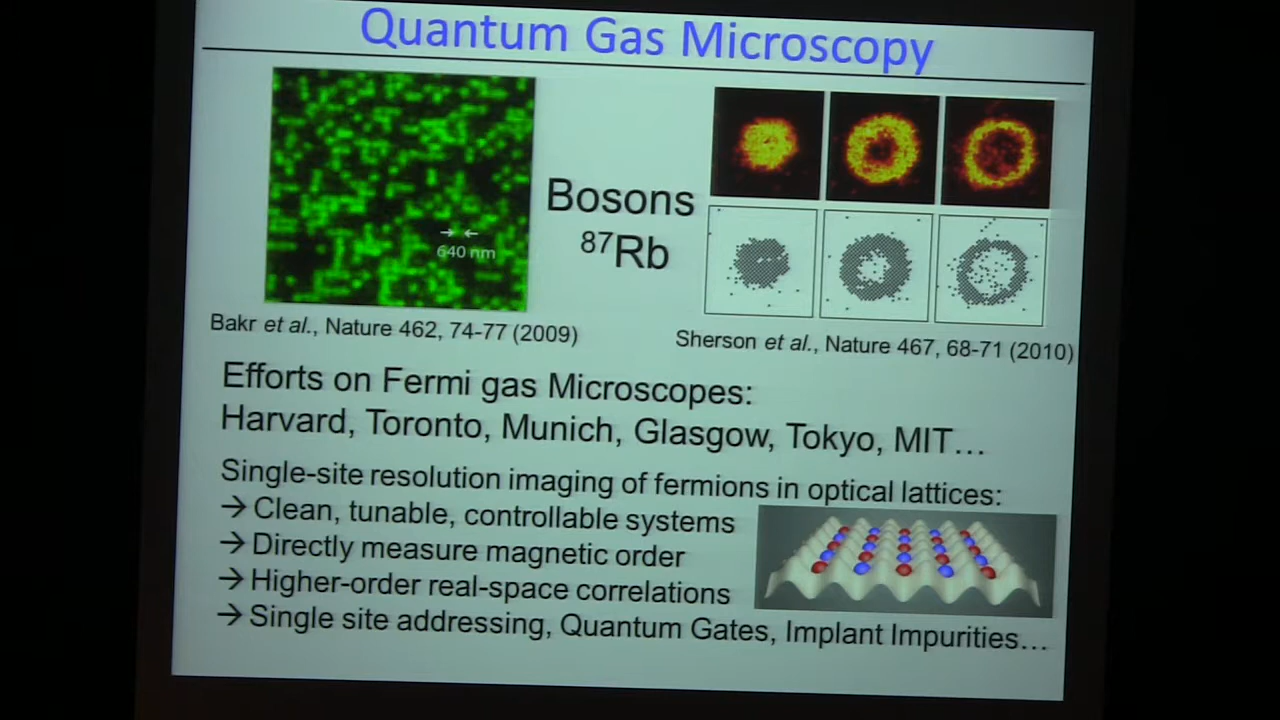 Quantum Gas Microscopy
→ ←
640 nm
Bosons
⁸⁷Rb
Bakr et al., Nature 462, 74-77 (2009)
Sherson et al., Nature 467, 68-71 (2010)
Efforts on Fermi gas Microscopes:
Harvard, Toronto, Munich, Glasgow, Tokyo, MIT…
Single-site resolution imaging of fermions in optical lattices:
→ Clean, tunable, controllable systems
→ Directly measure magnetic order
→ Higher-order real-space correlations
→ Single site addressing, Quantum Gates, Implant Impurities…